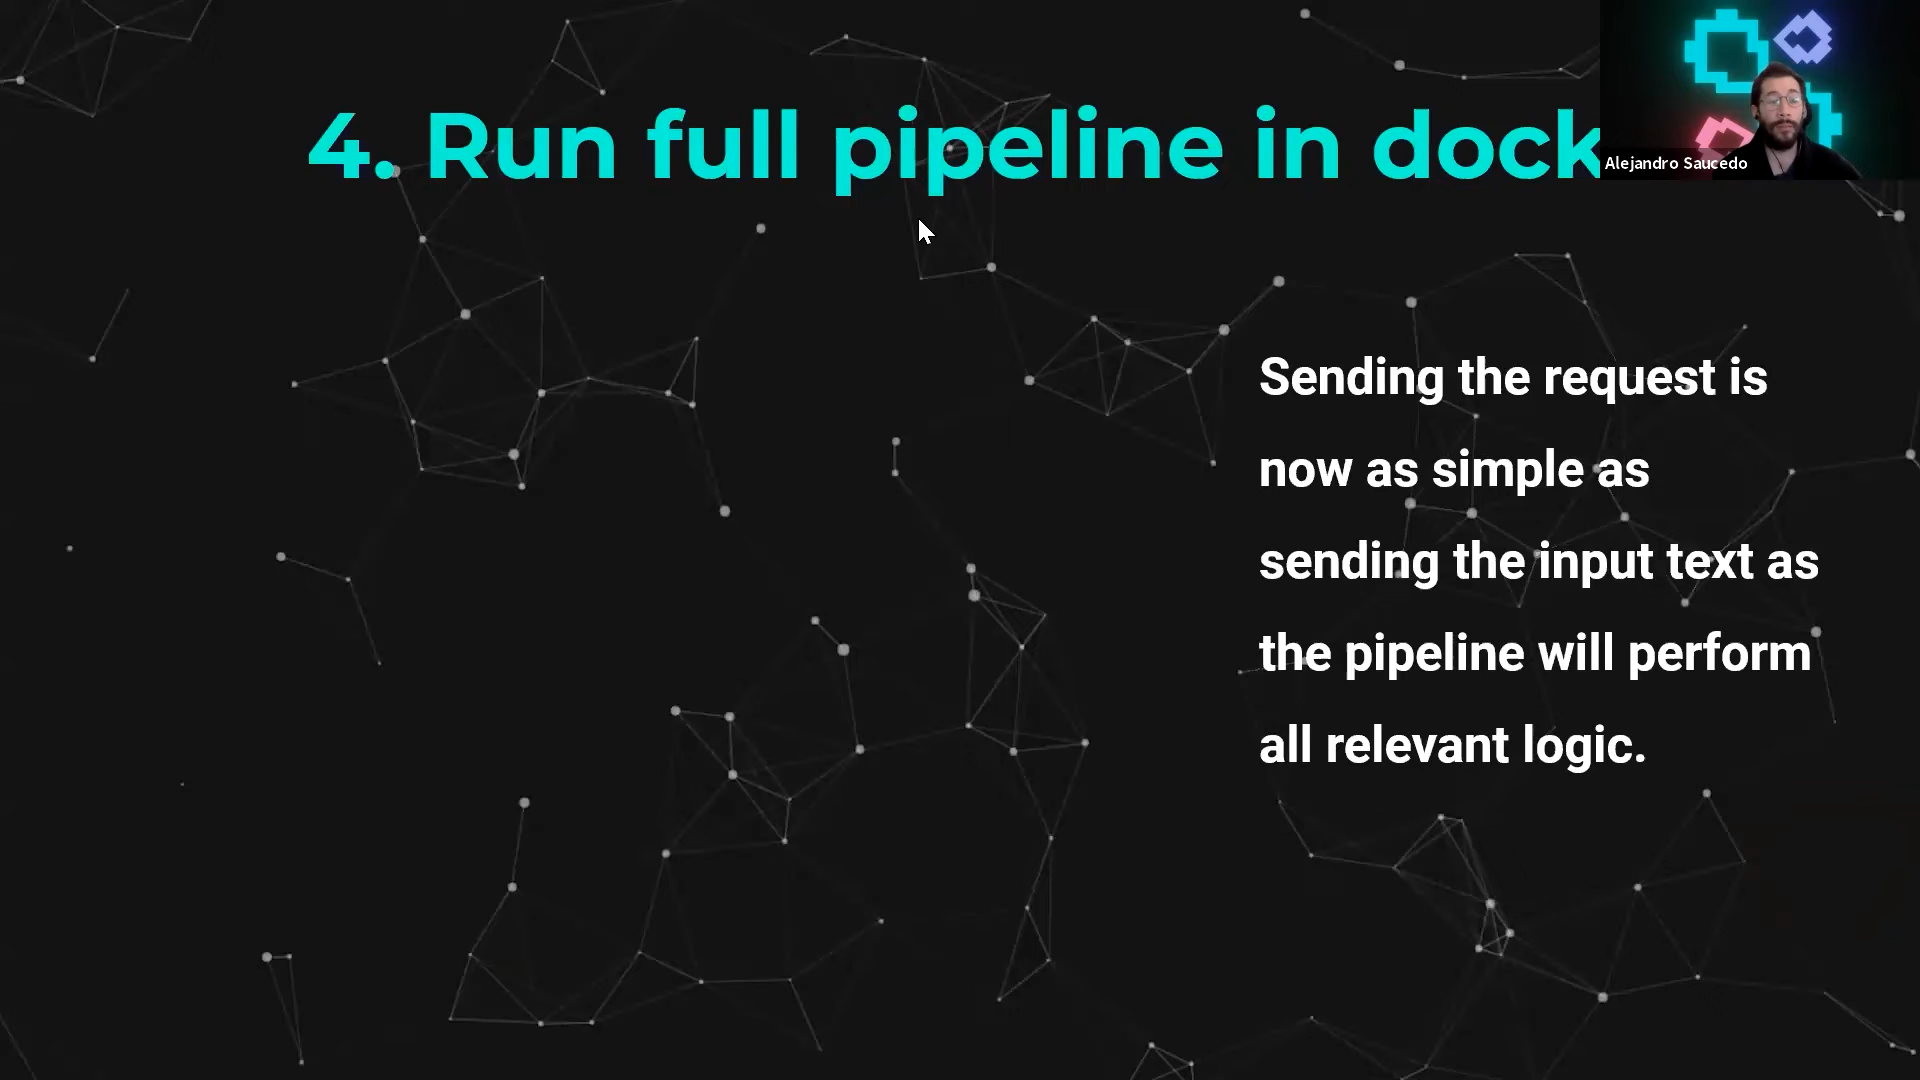 4. Run full pipeline in dock
Alejandro Saucedo
Sending the request is
now as simple as
sending the input text as
the pipeline will perform
all relevant logic.